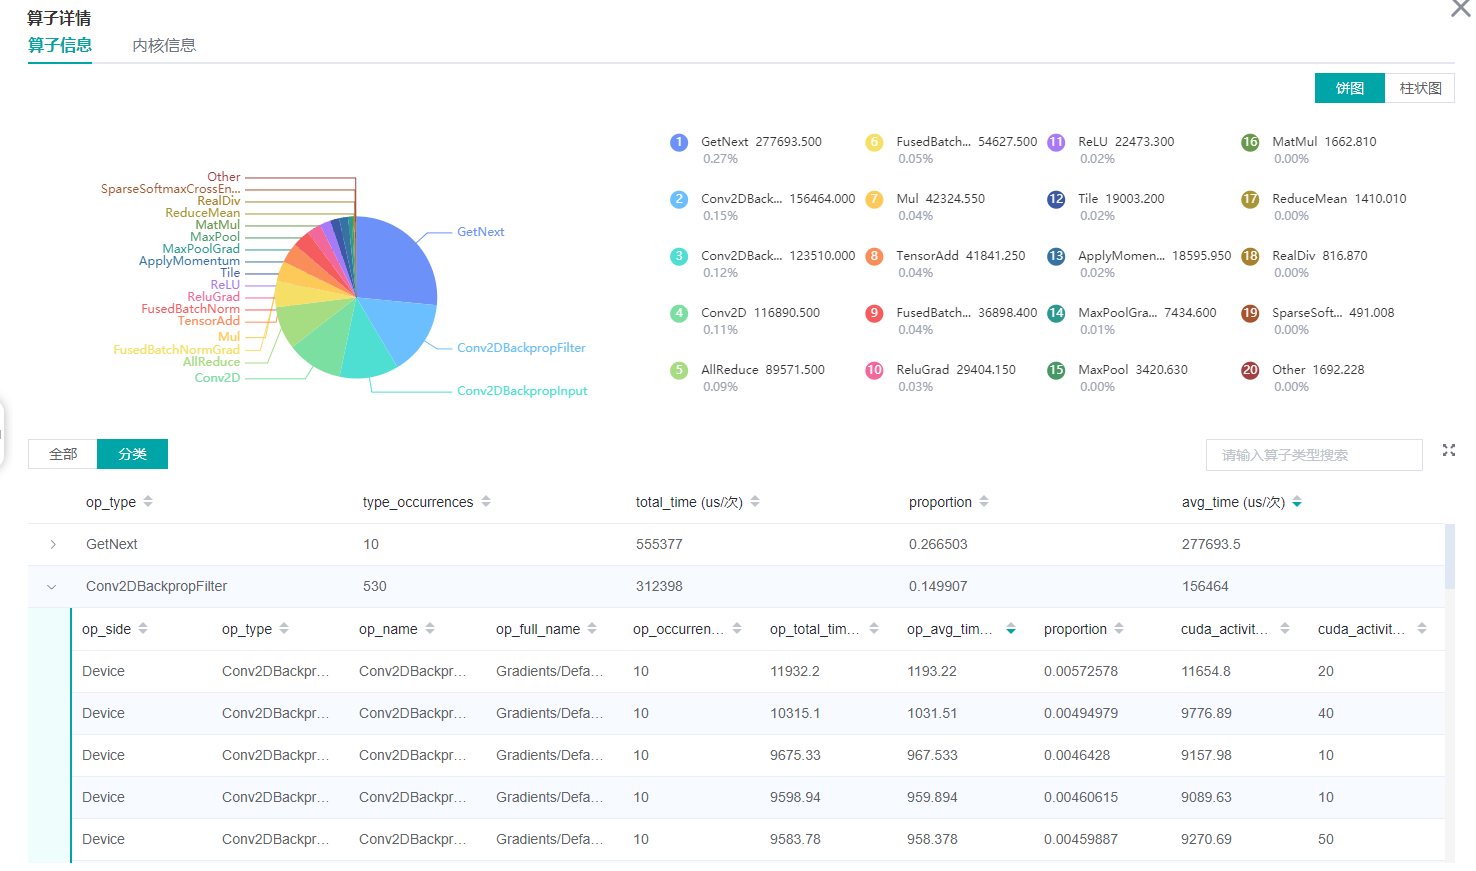 算子详情
算子信息 内核信息
饼图 柱状图
Other
SparseSoftmaxCrossEn...
RealDiv
ReduceMean
MatMul
MaxPool
MaxPoolGrad
ApplyMomentum
Tile
ReLU
ReluGrad
FusedBatchNorm
TensorAdd
Mul
FusedBatchNormGrad
AllReduce
Conv2D
GetNext
Conv2DBackpropFilter
Conv2DBackpropInput
1 GetNext 277693.500
0.27%
2 Conv2DBack... 156464.000
0.15%
3 Conv2DBack... 123510.000
0.12%
4 Conv2D 116890.500
0.11%
5 AllReduce 89571.500
0.09%
6 FusedBatch... 54627.500
0.05%
7 Mul 42324.550
0.04%
8 TensorAdd 41841.250
0.04%
9 FusedBatch... 36898.400
0.04%
10 ReluGrad 29404.150
0.03%
11 ReLU 22473.300
0.02%
12 Tile 19003.200
0.02%
13 ApplyMomen... 18595.950
0.02%
14 MaxPoolGra... 7434.600
0.01%
15 MaxPool 3420.630
0.00%
16 MatMul 1662.810
0.00%
17 ReduceMean 1410.010
0.00%
18 RealDiv 816.870
0.00%
19 SparseSoft... 491.008
0.00%
20 Other 1692.228
0.00%
全部 分类
请输入算子类型搜索
op_type type_occurrences total_time (us/次) proportion avg_time (us/次)
GetNext 10 555377 0.266503 277693.5
Conv2DBackpropFilter 530 312398 0.149907 156464
op_side op_type op_name op_full_name op_occurren... op_total_tim... op_avg_tim... proportion cuda_activit... cuda_activit...
Device Conv2DBackpr... Conv2DBackpr... Gradients/Defa... 10 11932.2 1193.22 0.00572578 11654.8 20
Device Conv2DBackpr... Conv2DBackpr... Gradients/Defa... 10 10315.1 1031.51 0.00494979 9776.89 40
Device Conv2DBackpr... Conv2DBackpr... Gradients/Defa... 10 9675.33 967.533 0.0046428 9157.98 10
Device Conv2DBackpr... Conv2DBackpr... Gradients/Defa... 10 9598.94 959.894 0.00460615 9089.63 10
Device Conv2DBackpr... Conv2DBackpr... Gradients/Defa... 10 9583.78 958.378 0.00459887 9270.69 50